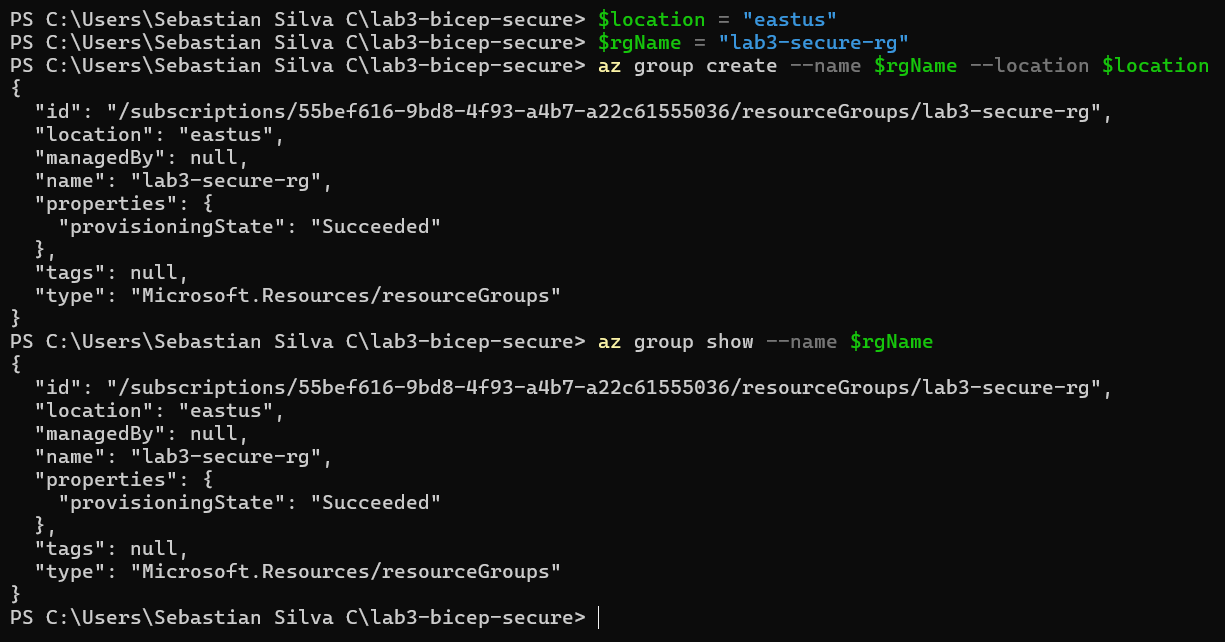 PS C:\Users\Sebastian Silva C\lab3-bicep-secure> $location = "eastus"
PS C:\Users\Sebastian Silva C\lab3-bicep-secure> $rgName = "lab3-secure-rg"
PS C:\Users\Sebastian Silva C\lab3-bicep-secure> az group create --name $rgName --location $location
{
  "id": "/subscriptions/55bef616-9bd8-4f93-a4b7-a22c61555036/resourceGroups/lab3-secure-rg",
  "location": "eastus",
  "managedBy": null,
  "name": "lab3-secure-rg",
  "properties": {
    "provisioningState": "Succeeded"
  },
  "tags": null,
  "type": "Microsoft.Resources/resourceGroups"
}
PS C:\Users\Sebastian Silva C\lab3-bicep-secure> az group show --name $rgName
{
  "id": "/subscriptions/55bef616-9bd8-4f93-a4b7-a22c61555036/resourceGroups/lab3-secure-rg",
  "location": "eastus",
  "managedBy": null,
  "name": "lab3-secure-rg",
  "properties": {
    "provisioningState": "Succeeded"
  },
  "tags": null,
  "type": "Microsoft.Resources/resourceGroups"
}
PS C:\Users\Sebastian Silva C\lab3-bicep-secure>